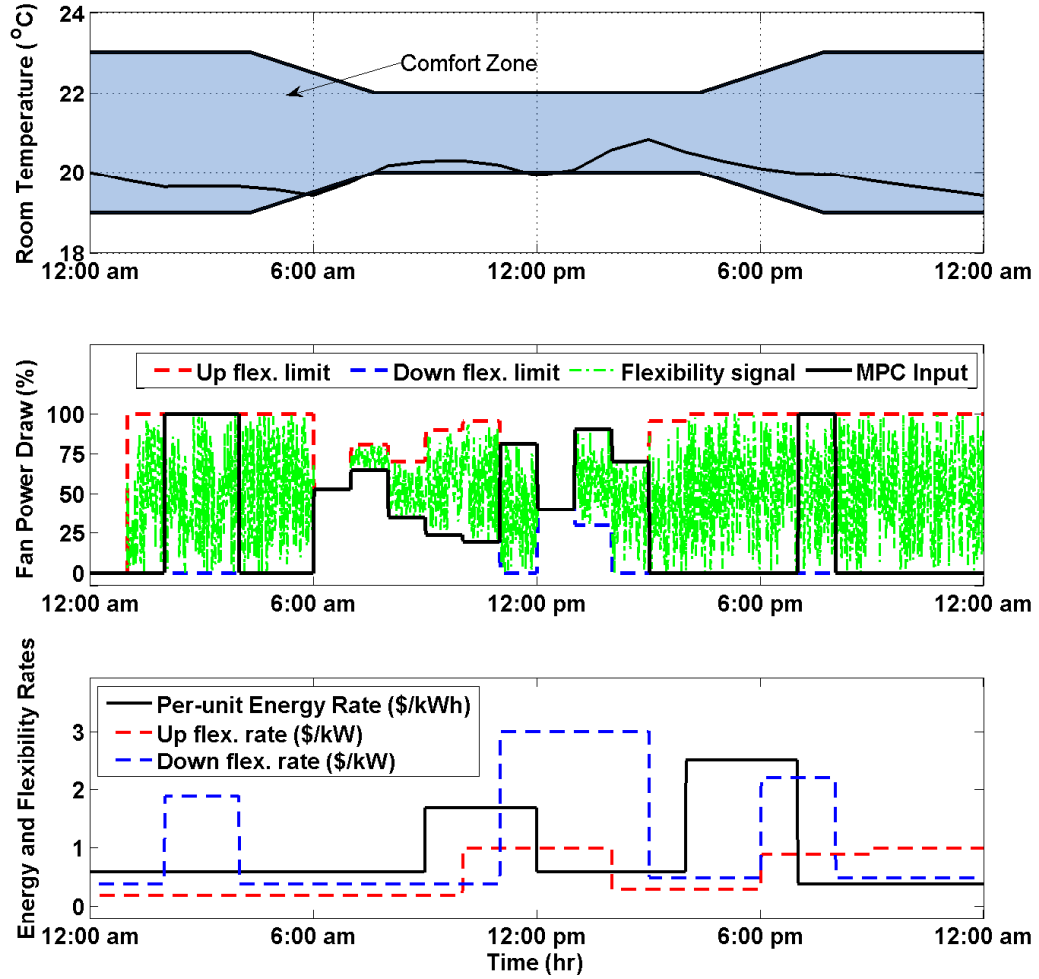 Room Temperature (°C)
24
22
20
18
Comfort Zone
12:00 am
6:00 am
12:00 pm
6:00 pm
12:00 am
Fan Power Draw (%)
100
75
50
25
0
Up flex. limit
Down flex. limit
Flexibility signal
MPC Input
12:00 am
6:00 am
12:00 pm
6:00 pm
12:00 am
Energy and Flexibility Rates
3
2
1
0
Per-unit Energy Rate ($/kWh)
Up flex. rate ($/kW)
Down flex. rate ($/kW)
12:00 am
6:00 am
12:00 pm
6:00 pm
12:00 am
Time (hr)